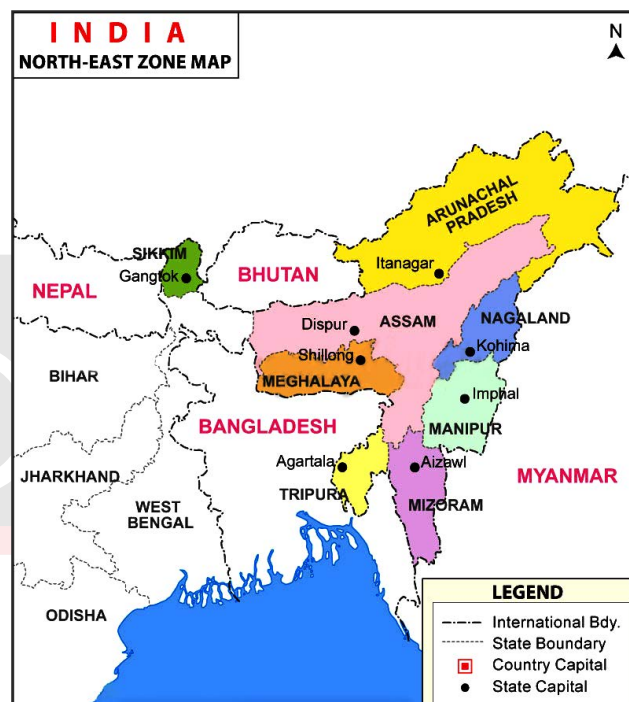 INDIA
NORTH-EAST ZONE MAP
N
ARUNACHAL
PRADESH
SIKKIM
Gangtok
BHUTAN
Itanagar
NEPAL
Dispur
ASSAM
NAGALAND
Shillong
Kohima
BIHAR
MEGHALAYA
Imphal
BANGLADESH
MANIPUR
Agartala
Aizawl
JHARKHAND
MYANMAR
TRIPURA
MIZORAM
WEST
BENGAL
ODISHA
LEGEND
International Bdy.
State Boundary
Country Capital
State Capital